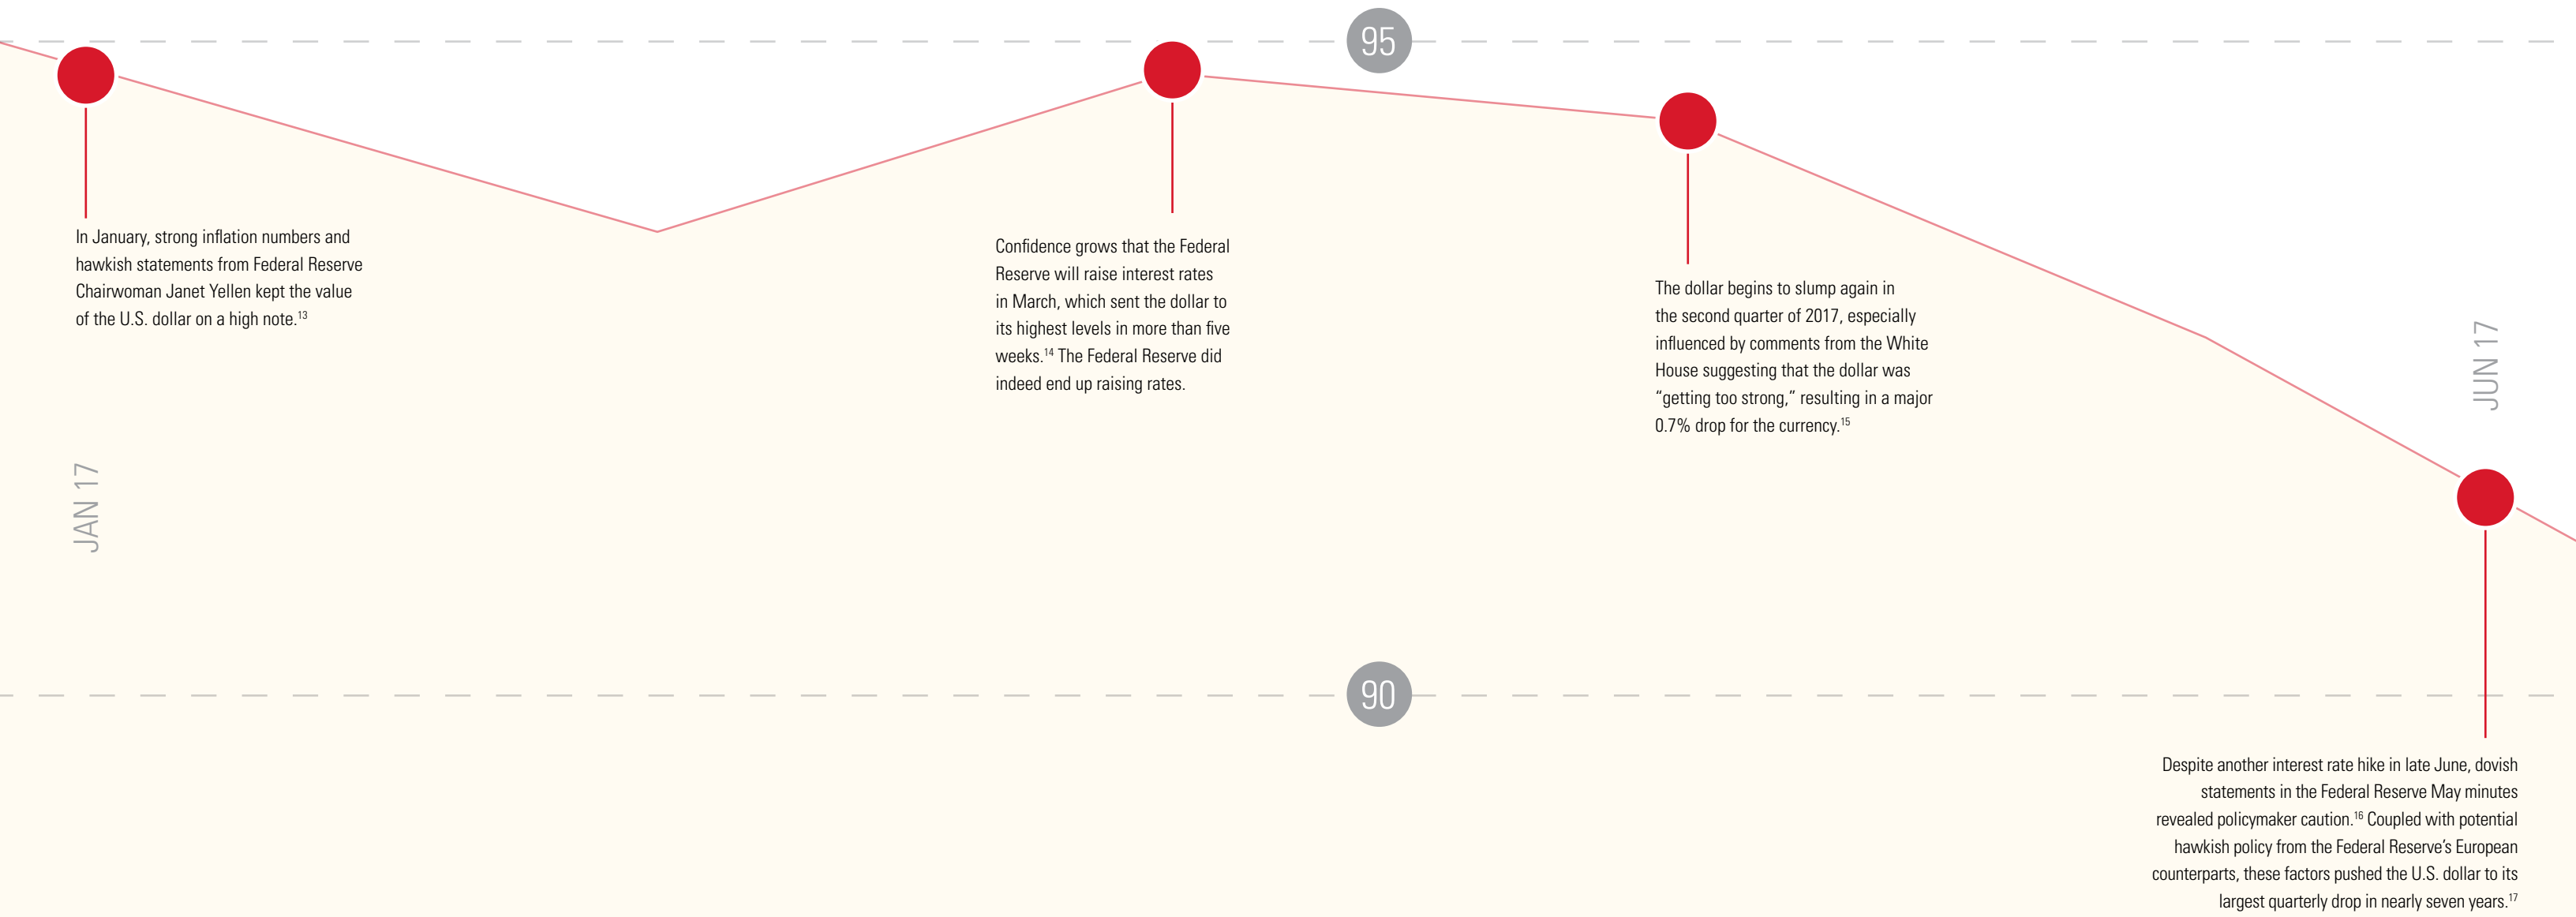 95
In January, strong inflation numbers and
hawkish statements from Federal Reserve
Chairwoman Janet Yellen kept the value
of the U.S. dollar on a high note.13
Confidence grows that the Federal
Reserve will raise interest rates
in March, which sent the dollar to
its highest levels in more than five
weeks.14 The Federal Reserve did
indeed end up raising rates.
The dollar begins to slump again in
the second quarter of 2017, especially
influenced by comments from the White
House suggesting that the dollar was
“getting too strong,” resulting in a major
0.7% drop for the currency.15
JUN 17
JAN 17
90
Despite another interest rate hike in late June, dovish
statements in the Federal Reserve May minutes
revealed policymaker caution.16 Coupled with potential
hawkish policy from the Federal Reserve’s European
counterparts, these factors pushed the U.S. dollar to its
largest quarterly drop in nearly seven years.17